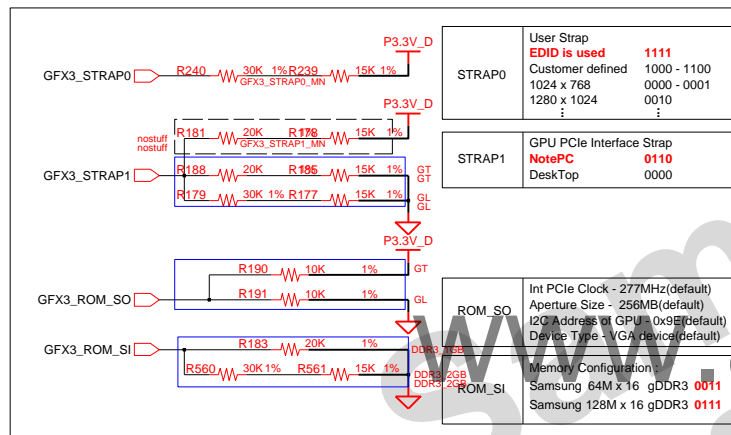 P3.3V_D
GFX3_STRAP0
R240 30K 1% R239 15K 1%
GFX3_STRAP0_MN
P3.3V_D
nostuff
nostuff
R181 20K 1% R178 15K 1%
GFX3_STRAP1_MN
GFX3_STRAP1
R188 20K 15K 1%
GT
GT
R179 30K 1% R177 15K 1%
GL
GL
P3.3V_D
R190 10K 1%
GT
GFX3_ROM_SO
R191 10K 1%
GL
GFX3_ROM_SI
R183 20K 1%
DDR3_1GB
R560 30K 1% R561 15K 1%
DDR3_2GB
DDR3_2GB
STRAP0
User Strap
EDID is used 1111
Customer defined 1000 - 1100
1024 x 768 0000 - 0001
1280 x 1024 0010
: :
STRAP1
GPU PCIe Interface Strap
NotePC 0110
DeskTop 0000
ROM_SO
Int PCIe Clock - 277MHz(default)
Aperture Size - 256MB(default)
I2C Address of GPU - 0x9E(default)
Device Type - VGA device(default)
ROM_SI
Memory Configuration :
Samsung 64M x 16 gDDR3 0011
Samsung 128M x 16 gDDR3 0111
www.
Sam